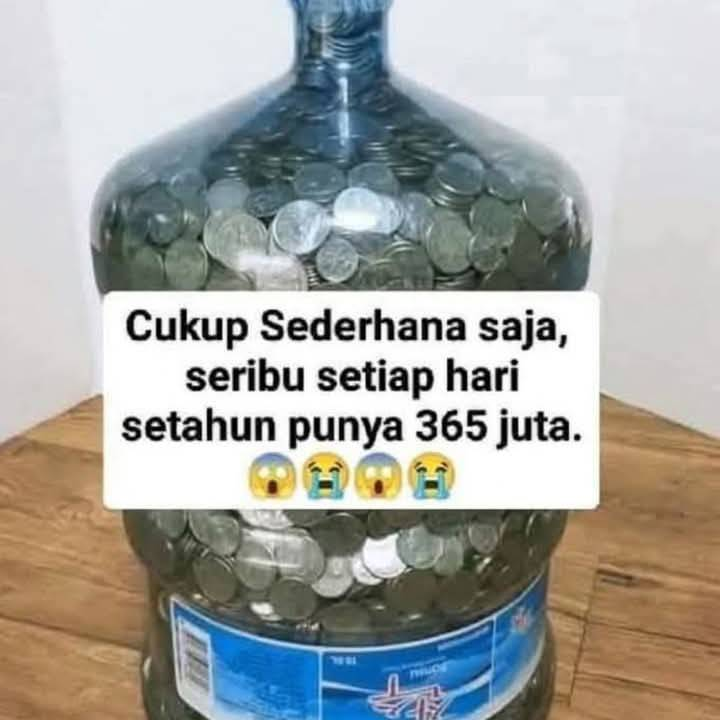 Cukup Sederhana saja,
seribu setiap hari
setahun punya 365 juta.
😱😭😱😭